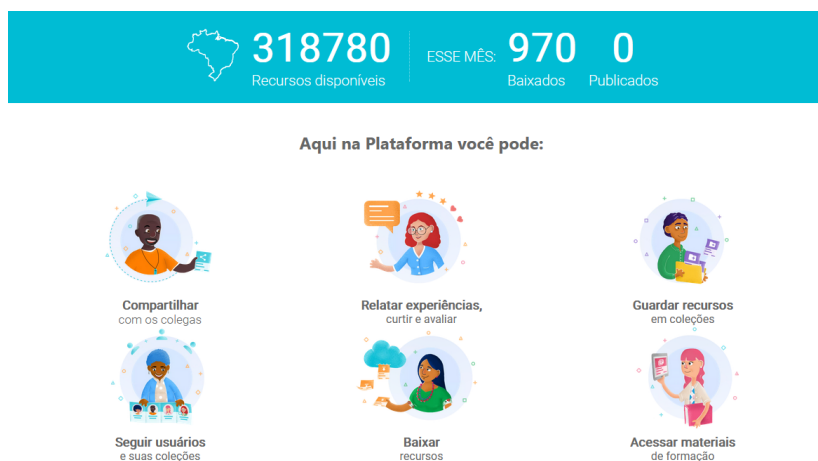 318780
Recursos disponíveis
ESSE MÊS:
970
Baixados
0
Publicados
Aqui na Plataforma você pode:
Compartilhar
com os colegas
Relatar experiências,
curtir e avaliar
Guardar recursos
em coleções
Seguir usuários
e suas coleções
Baixar
recursos
Acessar materiais
de formação